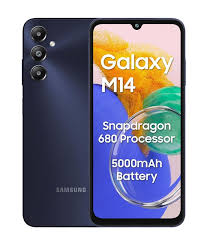 Galaxy
M14
Snapdragon
680 Processor
5000mAh
Battery
SAMSUNG